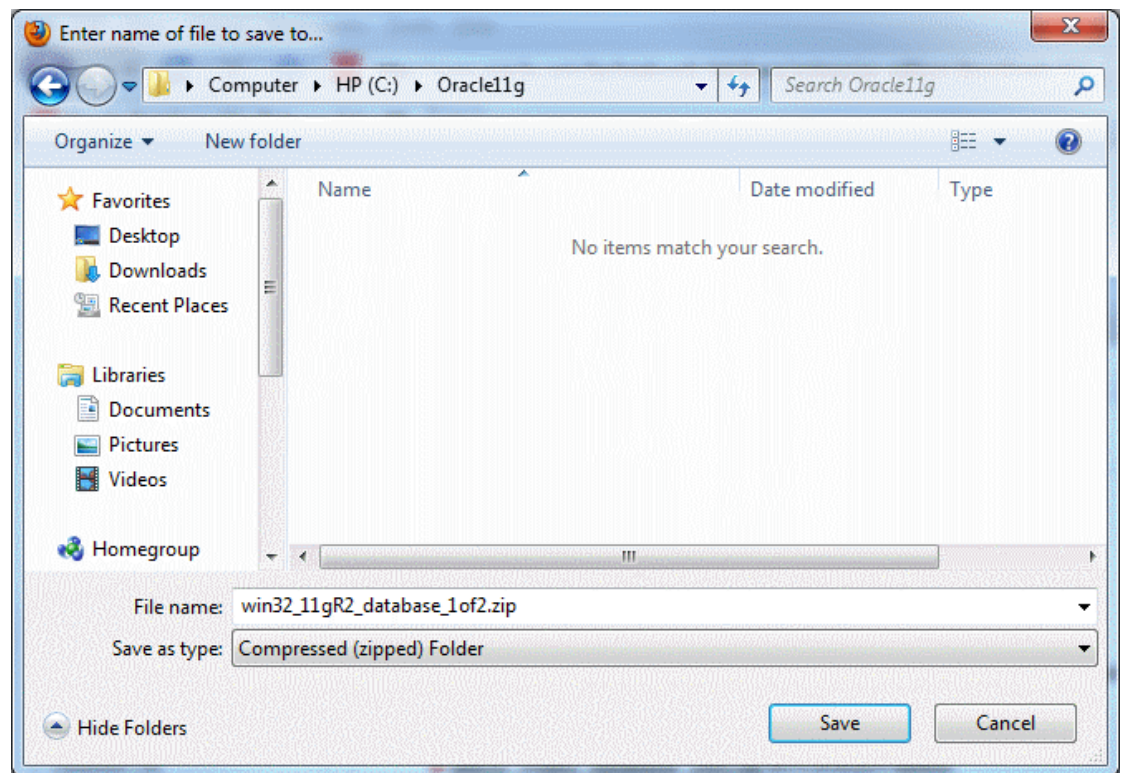 Enter name of file to save to...
Computer HP (C:) Oracle11g Search Oracle11g
Organize New folder
Name Date modified Type
No items match your search.
Favorites
Desktop
Downloads
Recent Places
Libraries
Documents
Pictures
Videos
Homegroup
File name: win32_11gR2_database_1of2.zip
Save as type: Compressed (zipped) Folder
Hide Folders Save Cancel